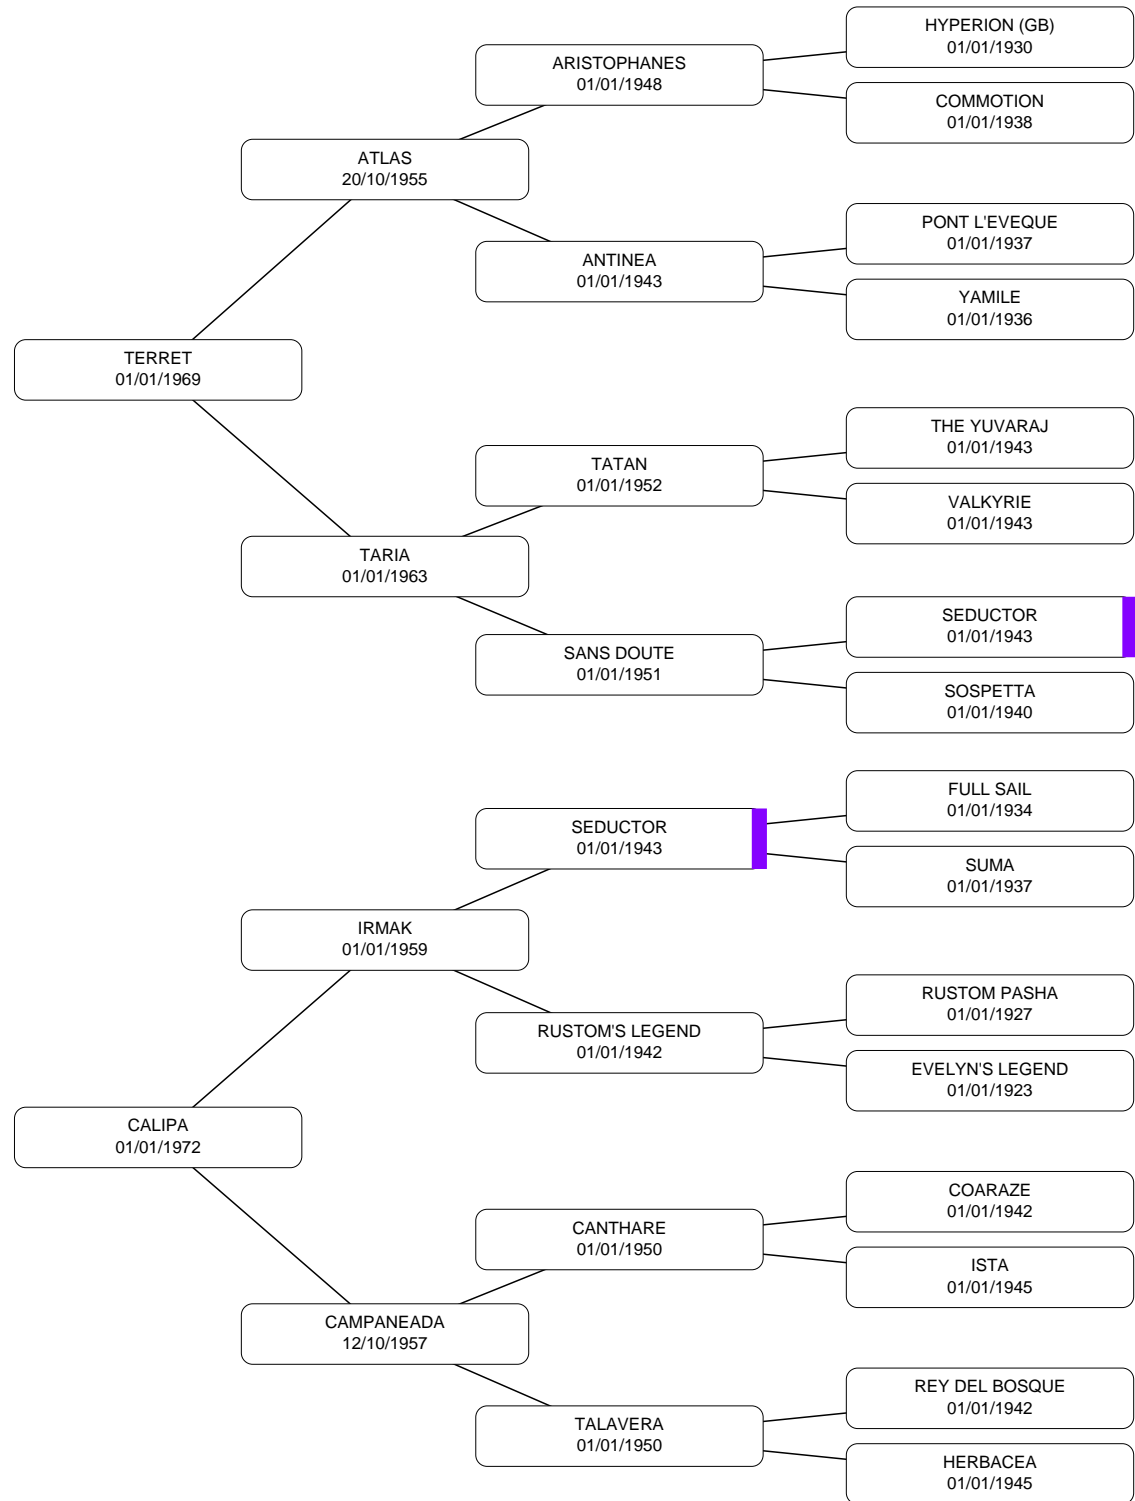 HYPERION (GB)
01/01/1930
ARISTOPHANES
01/01/1948
COMMOTION
01/01/1938
ATLAS
20/10/1955
PONT L'EVEQUE
01/01/1937
ANTINEA
01/01/1943
YAMILE
01/01/1936
TERRET
01/01/1969
THE YUVARAJ
01/01/1943
TATAN
01/01/1952
VALKYRIE
01/01/1943
TARIA
01/01/1963
SEDUCTOR
01/01/1943
SANS DOUTE
01/01/1951
SOSPETTA
01/01/1940
FULL SAIL
01/01/1934
SEDUCTOR
01/01/1943
SUMA
01/01/1937
IRMAK
01/01/1959
RUSTOM PASHA
01/01/1927
RUSTOM'S LEGEND
01/01/1942
EVELYN'S LEGEND
01/01/1923
CALIPA
01/01/1972
COARAZE
01/01/1942
CANTHARE
01/01/1950
ISTA
01/01/1945
CAMPANEADA
12/10/1957
REY DEL BOSQUE
01/01/1942
TALAVERA
01/01/1950
HERBACEA
01/01/1945